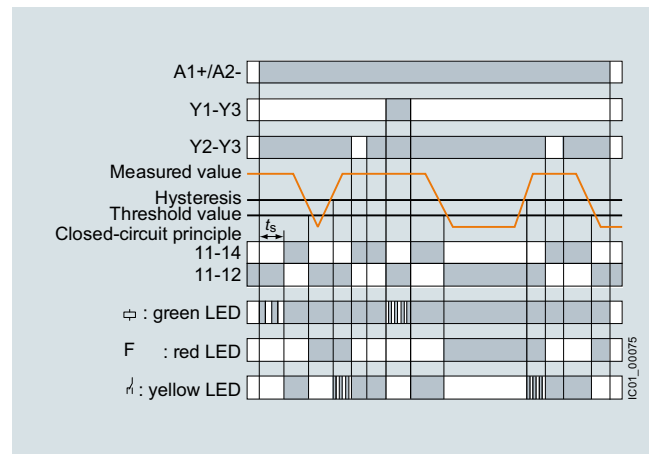 A1+/A2-
Y1-Y3
Y2-Y3
Measured value
Hysteresis
Threshold value
ts
Closed-circuit principle
11-14
11-12
: green LED
F : red LED
: yellow LED
IC01_00075